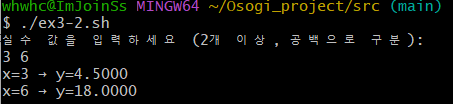 whwhc@ImJoinSs MINGW64 ~/Osogi_project/src (main)
$ ./ex3-2.sh
실수 값을 입력하세요 (2개 이상, 공백으로 구분):
3 6
x=3 → y=4.5000
x=6 → y=18.0000